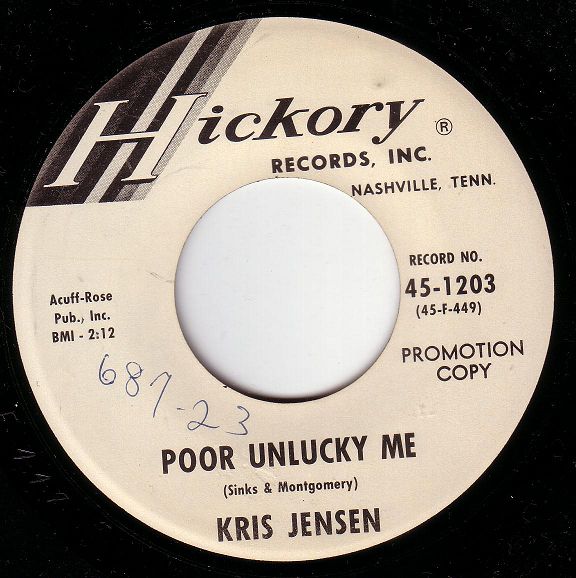 Hickory ®
RECORDS, INC.
NASHVILLE, TENN.
RECORD NO.
45-1203
(45-F-449)
Acuff-Rose
Pub., Inc.
BMI - 2:12
PROMOTION
COPY
687-23
POOR UNLUCKY ME
(Sinks & Montgomery)
KRIS JENSEN